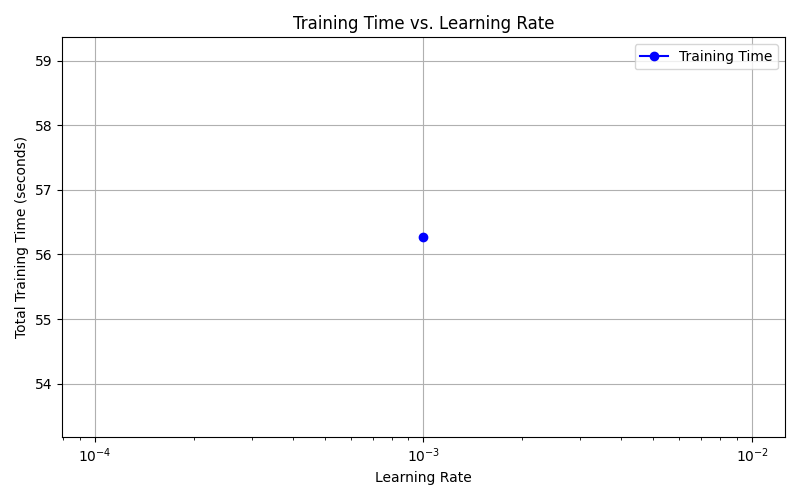 Training Time vs. Learning Rate
Training Time
59
58
57
56
55
54
Total Training Time (seconds)
10⁻⁴
10⁻³
10⁻²
Learning Rate